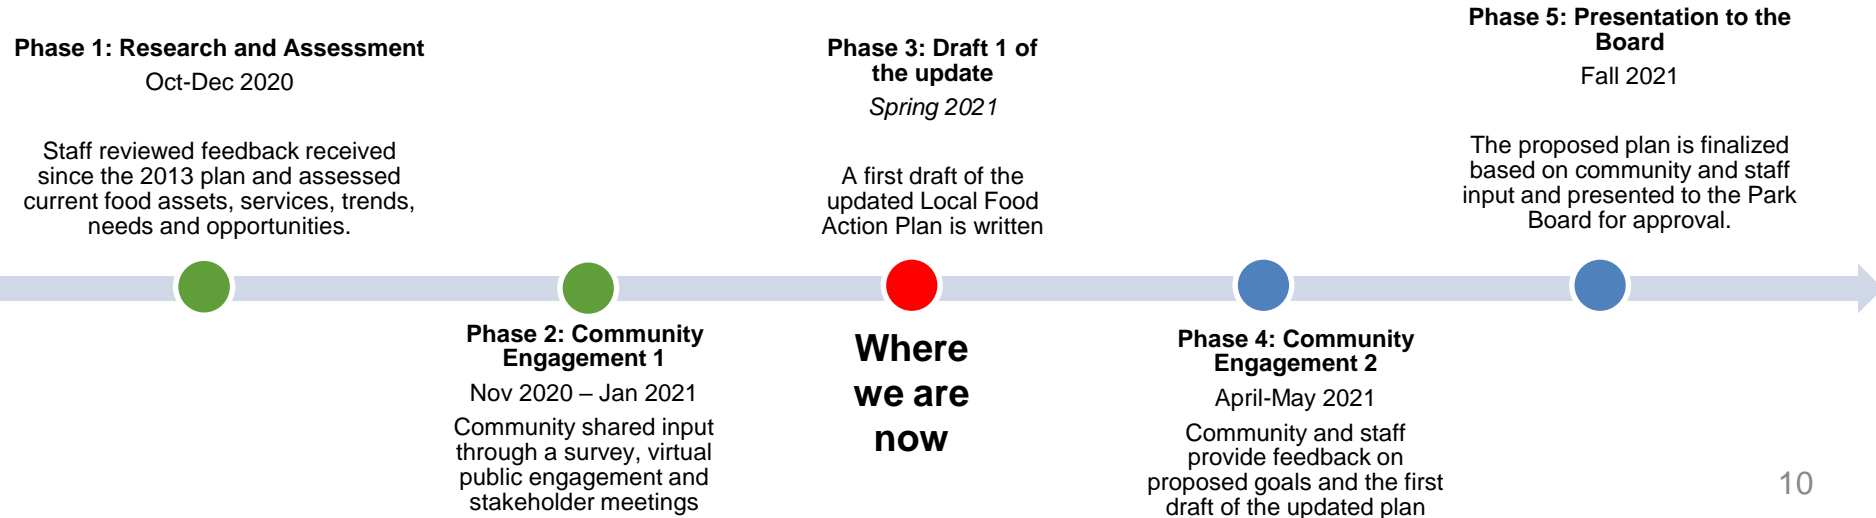 Phase 1: Research and Assessment
Oct-Dec 2020
Staff reviewed feedback received
since the 2013 plan and assessed
current food assets, services, trends,
needs and opportunities.
Phase 2: Community
Engagement 1
Nov 2020 – Jan 2021
Community shared input
through a survey, virtual
public engagement and
stakeholder meetings
Phase 3: Draft 1 of
the update
Spring 2021
A first draft of the
updated Local Food
Action Plan is written
Where
we are
now
Phase 4: Community
Engagement 2
April-May 2021
Community and staff
provide feedback on
proposed goals and the first
draft of the updated plan
Phase 5: Presentation to the
Board
Fall 2021
The proposed plan is finalized
based on community and staff
input and presented to the Park
Board for approval.
10